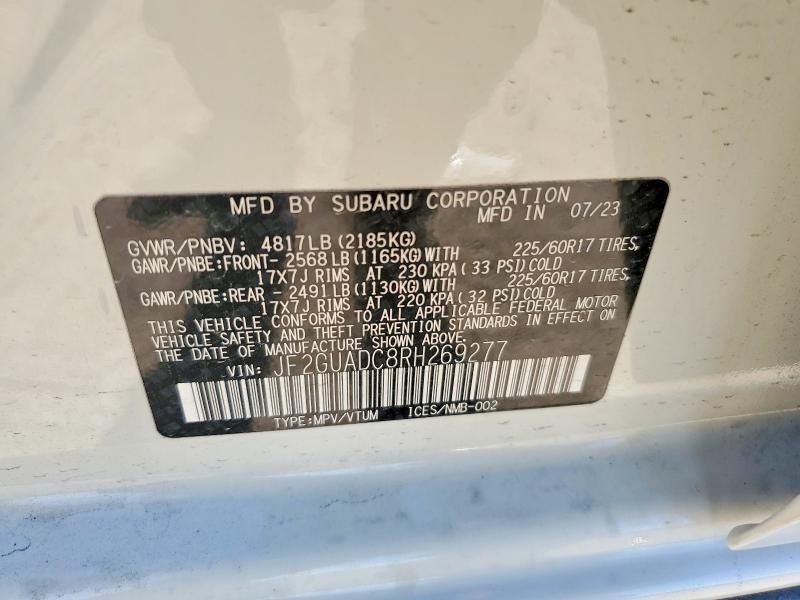 MFD BY SUBARU CORPORATION
MFD IN 07/23
GVWR/PNBV: 4817LB (2185KG)
GAWR/PNBE:FRONT- 2568 LB (1165KG) WITH 225/60R17 TIRES,
17X7J RIMS AT 230 KPA ( 33 PSI) COLD
GAWR/PNBE:REAR - 2491 LB (1130KG) WITH 225/60R17 TIRES,
17X7J RIMS AT 220 KPA ( 32 PSI) COLD
THIS VEHICLE CONFORMS TO ALL APPLICABLE FEDERAL MOTOR
VEHICLE SAFETY AND THEFT PREVENTION STANDARDS IN EFFECT ON
THE DATE OF MANUFACTURE SHOWN ABOVE.
VIN: JF2GUADC8RH269277
TYPE:MPV/VTUM ICES/NMB-002